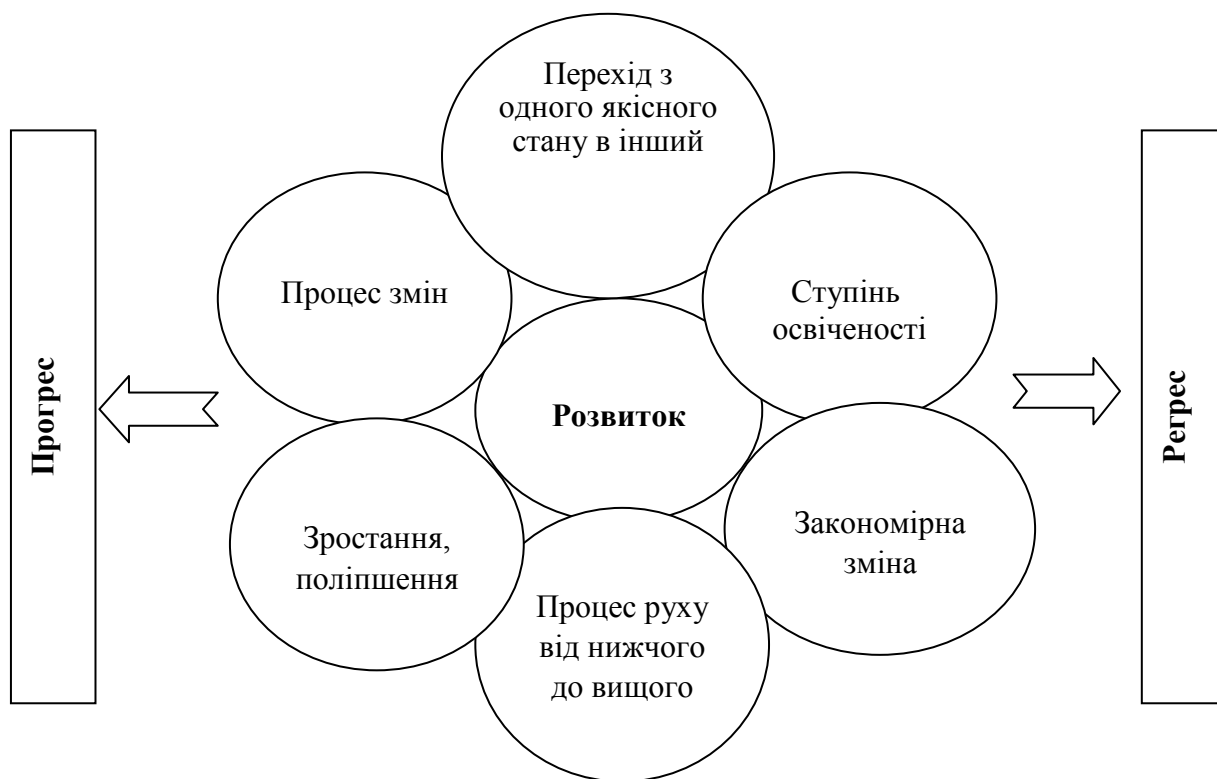 Перехід з
одного якісного
стану в інший
Процес змін
Ступінь
освіченості
Прогрес
Розвиток
Регрес
Зростання,
поліпшення
Закономірна
зміна
Процес руху
від нижчого
до вищого